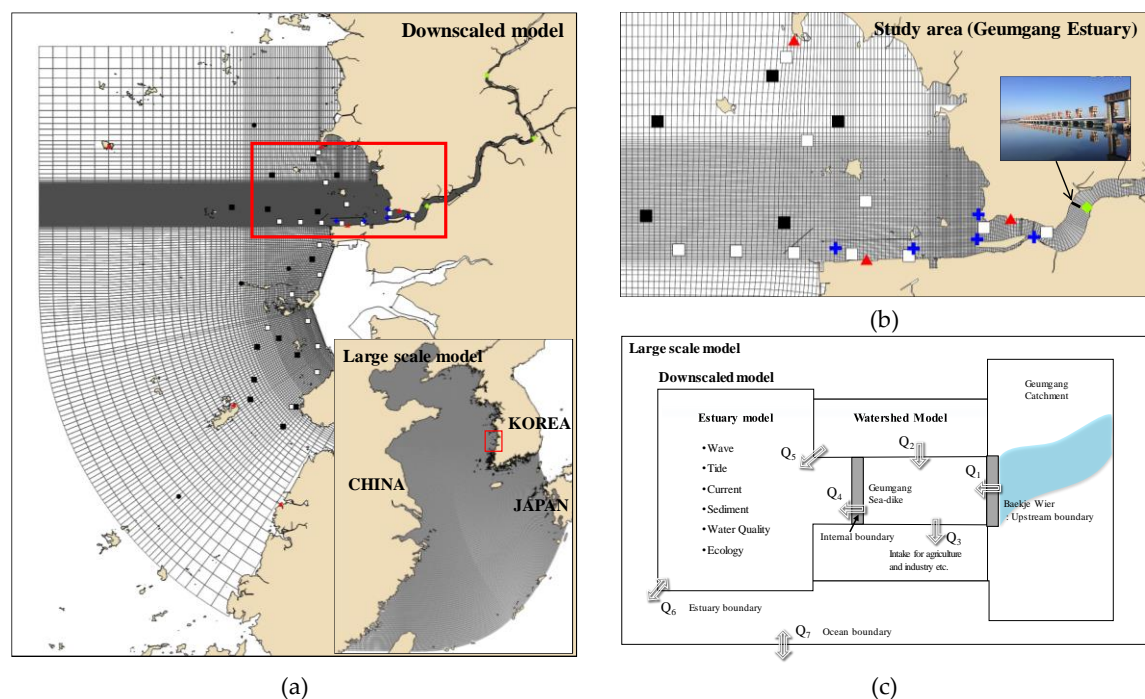 Downscaled model
Large scale model
KOREA
CHINA
JAPAN
(a)
Study area (Geumgang Estuary)
(b)
Large scale model
Downscaled model
Geumgang
Catchment
Estuary model
Watershed Model
•Wave
•Tide
•Current
•Sediment
•Water Quality
•Ecology
Q5
Q2
Q1
Q4
Geumgang
Sea-dike
Baekje Wier
: Upstream boundary
Internal boundary
Q3
Intake for agriculture
and industry etc.
Q6
Estuary boundary
Q7
Ocean boundary
(c)